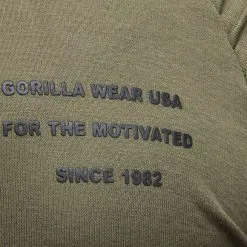 GORILLA WEAR USA
FOR THE MOTIVATED
SINCE 1982